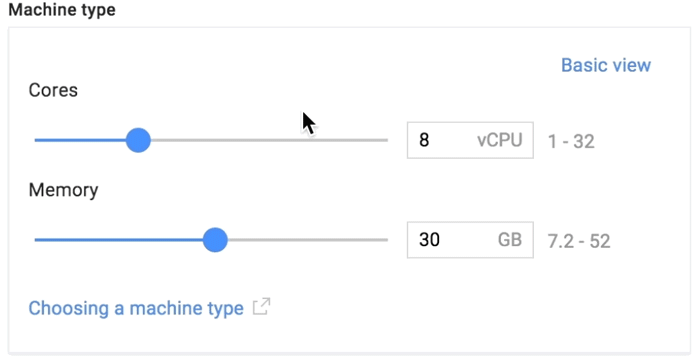 Machine type
Basic view
Cores
8 vCPU 1 - 32
Memory
30 GB 7.2 - 52
Choosing a machine type